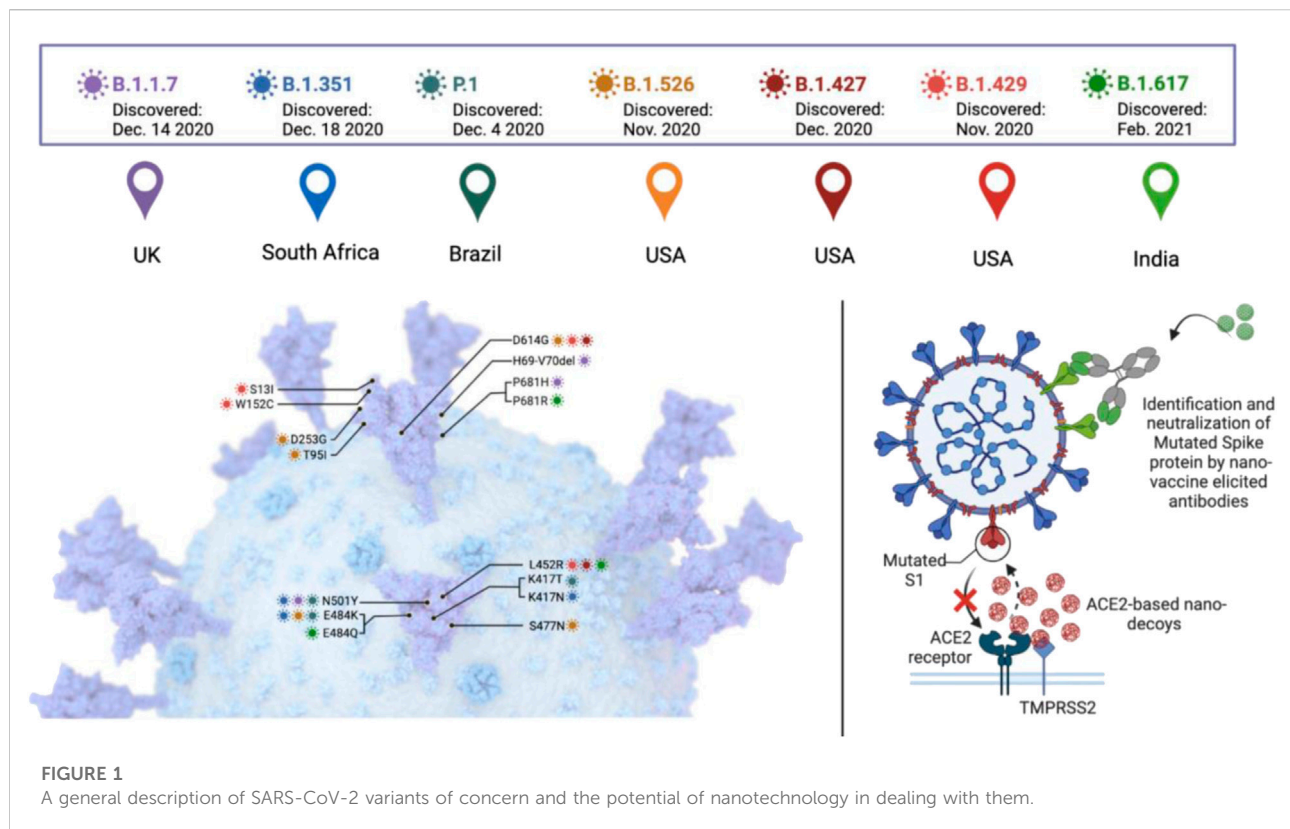 B.1.1.7
Discovered:
Dec. 14 2020
B.1.351
Discovered:
Dec. 18 2020
P.1
Discovered:
Dec. 4 2020
B.1.526
Discovered:
Nov. 2020
B.1.427
Discovered:
Dec. 2020
B.1.429
Discovered:
Nov. 2020
B.1.617
Discovered:
Feb. 2021
UK
South Africa
Brazil
USA
USA
USA
India
S13I
W152C
D253G
T95I
D614G
H69-V70del
P681H
P681R
L452R
K417T
K417N
S477N
N501Y
E484K
E484Q
Identification and
neutralization of
Mutated Spike
protein by nano-
vaccine elicited
antibodies
Mutated
S1
ACE2-based nano-
decoys
ACE2
receptor
TMPRSS2
FIGURE 1
A general description of SARS-CoV-2 variants of concern and the potential of nanotechnology in dealing with them.